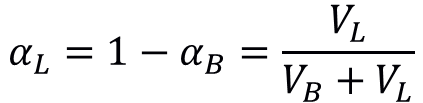 α_L = 1 − α_B = V_L / (V_B + V_L)